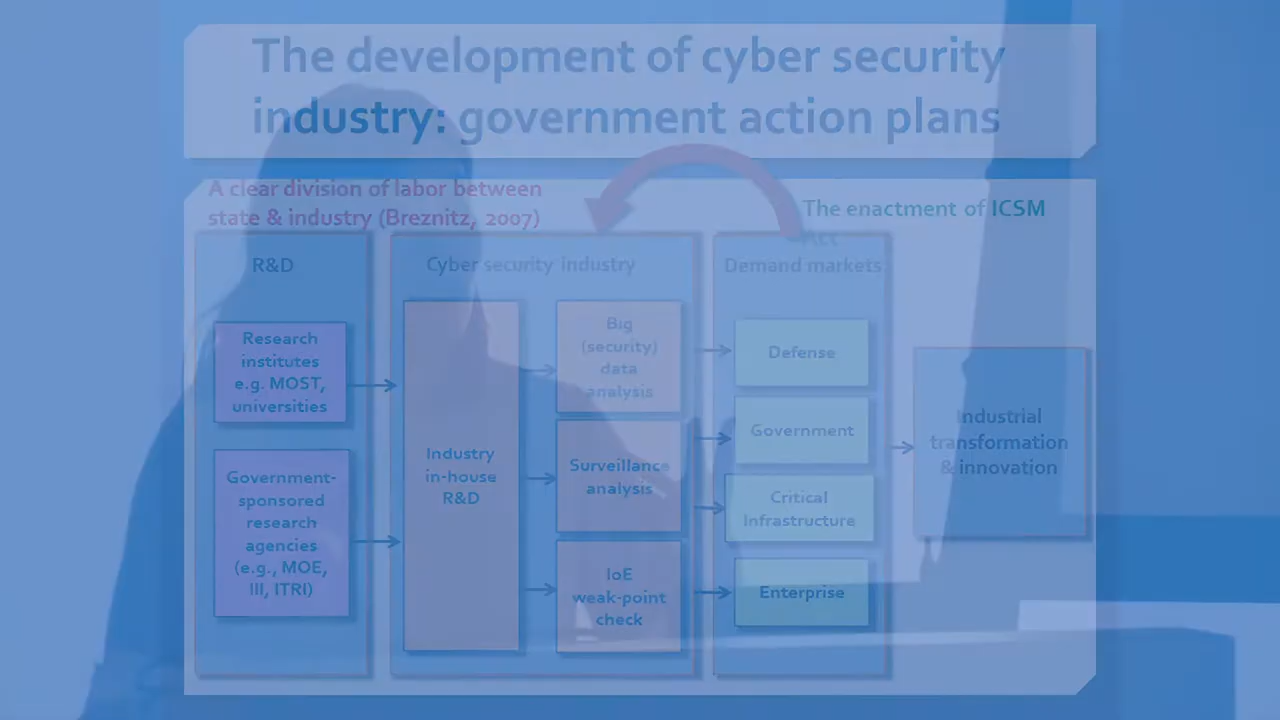 The development of cyber security
industry: government action plans
A clear division of labor between
state & industry (Breznitz, 2007)
The enactment of ICSM
Act
R&D
Cyber security industry
Demand markets
Research
institutes
e.g. MOST,
universities
Government-
sponsored
research
agencies
(e.g., MOE,
III, ITRI)
Industry
in-house
R&D
Big
(security)
data
analysis
Surveillance
analysis
IoE
weak-point
check
Defense
Government
Critical
Infrastructure
Enterprise
Industrial
transformation
& innovation